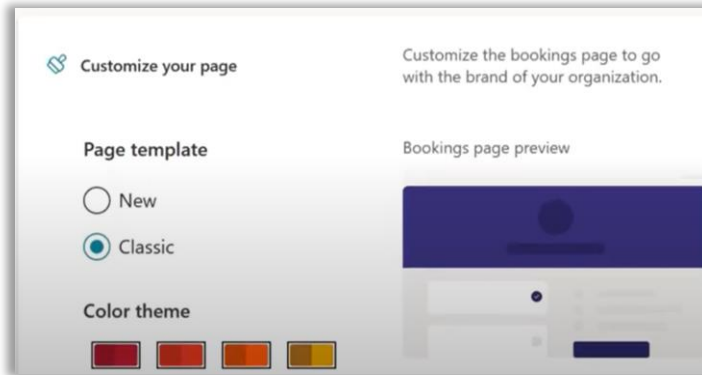 Customize your page
Customize the bookings page to go
with the brand of your organization.
Page template
Bookings page preview
New
Classic
Color theme